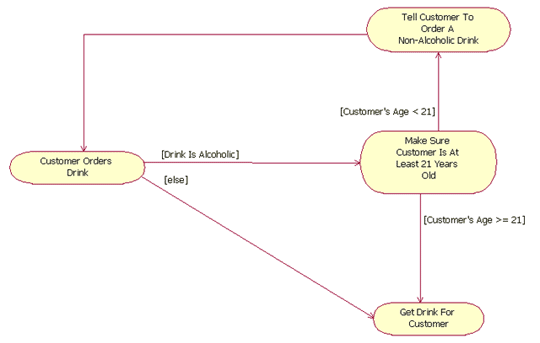 Tell Customer To
Order A
Non-Alcoholic Drink
[Customer's Age < 21]
Customer Orders
Drink
[Drink Is Alcoholic]
[else]
Make Sure
Customer Is At
Least 21 Years
Old
[Customer's Age >= 21]
Get Drink For
Customer